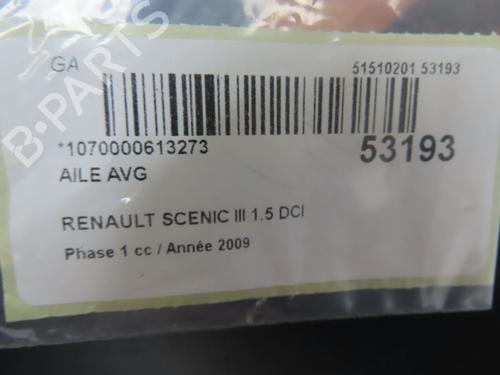 GA 51510201 53193
*1070000613273 53193
AILE AVG
RENAULT SCENIC III 1.5 DCI
Phase 1 cc / Année 2009
B-PARTS